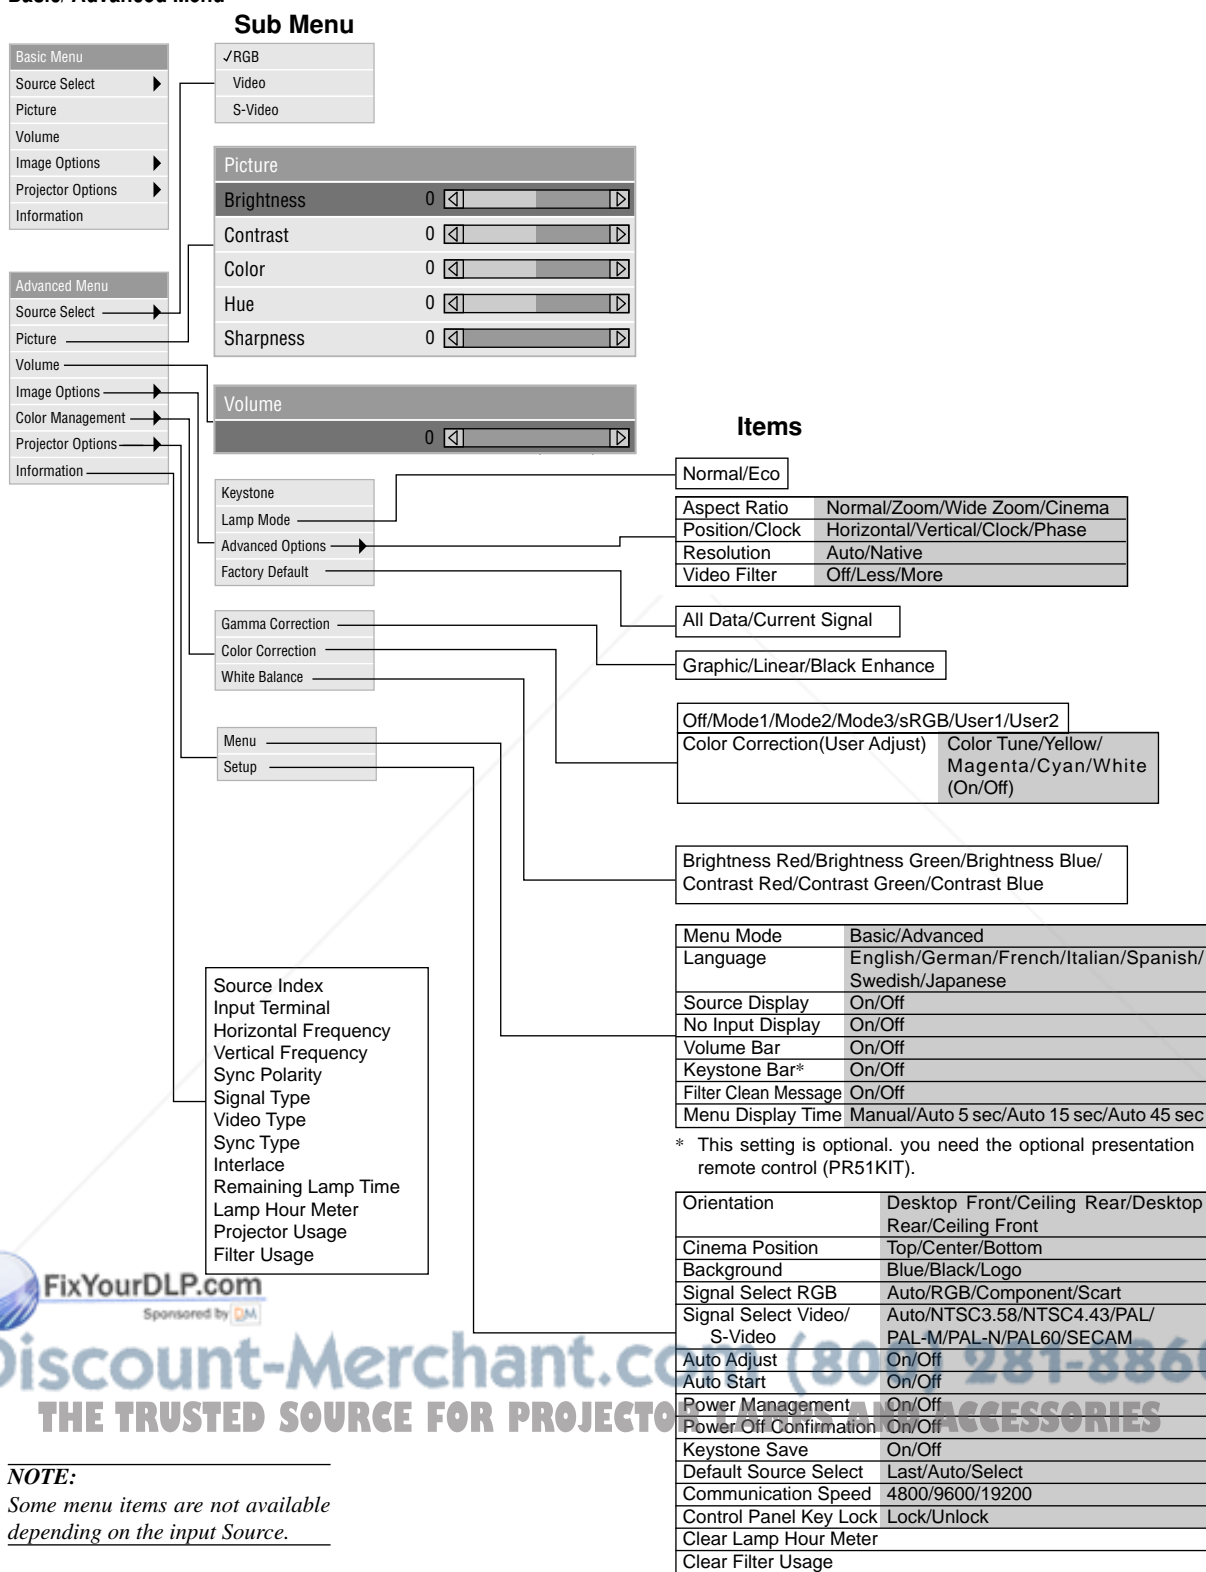 Basic/ Advanced Menu
Sub Menu
Basic Menu
Source Select
Picture
Volume
Image Options
Projector Options
Information
✓RGB
Video
S-Video
Picture
Brightness 0
Contrast 0
Color 0
Hue 0
Sharpness 0
Advanced Menu
Source Select
Picture
Volume
Image Options
Color Management
Projector Options
Information
Volume
0
Items
Keystone
Lamp Mode
Advanced Options
Factory Default
Normal/Eco
Aspect Ratio Normal/Zoom/Wide Zoom/Cinema
Position/Clock Horizontal/Vertical/Clock/Phase
Resolution Auto/Native
Video Filter Off/Less/More
All Data/Current Signal
Gamma Correction
Color Correction
White Balance
Graphic/Linear/Black Enhance
Off/Mode1/Mode2/Mode3/sRGB/User1/User2
Color Correction(User Adjust) Color Tune/Yellow/
Magenta/Cyan/White
(On/Off)
Menu
Setup
Brightness Red/Brightness Green/Brightness Blue/
Contrast Red/Contrast Green/Contrast Blue
Menu Mode Basic/Advanced
Language English/German/French/Italian/Spanish/
Swedish/Japanese
Source Display On/Off
No Input Display On/Off
Volume Bar On/Off
Keystone Bar* On/Off
Filter Clean Message On/Off
Menu Display Time Manual/Auto 5 sec/Auto 15 sec/Auto 45 sec
* This setting is optional. you need the optional presentation
remote control (PR51KIT).
Source Index
Input Terminal
Horizontal Frequency
Vertical Frequency
Sync Polarity
Signal Type
Video Type
Sync Type
Interlace
Remaining Lamp Time
Lamp Hour Meter
Projector Usage
Filter Usage
Orientation Desktop Front/Ceiling Rear/Desktop
Rear/Ceiling Front
Cinema Position Top/Center/Bottom
Background Blue/Black/Logo
Signal Select RGB Auto/RGB/Component/Scart
Signal Select Video/ Auto/NTSC3.58/NTSC4.43/PAL/
S-Video PAL-M/PAL-N/PAL60/SECAM
Auto Adjust On/Off
Auto Start On/Off
Power Management On/Off
Power Off Confirmation On/Off
Keystone Save On/Off
Default Source Select Last/Auto/Select
Communication Speed 4800/9600/19200
Control Panel Key Lock Lock/Unlock
Clear Lamp Hour Meter
Clear Filter Usage
FixYourDLP.com
Sponsored by DM
Discount-Merchant.com (800) 281-8860
THE TRUSTED SOURCE FOR PROJECTOR LAMPS AND ACCESSORIES
NOTE:
Some menu items are not available
depending on the input Source.